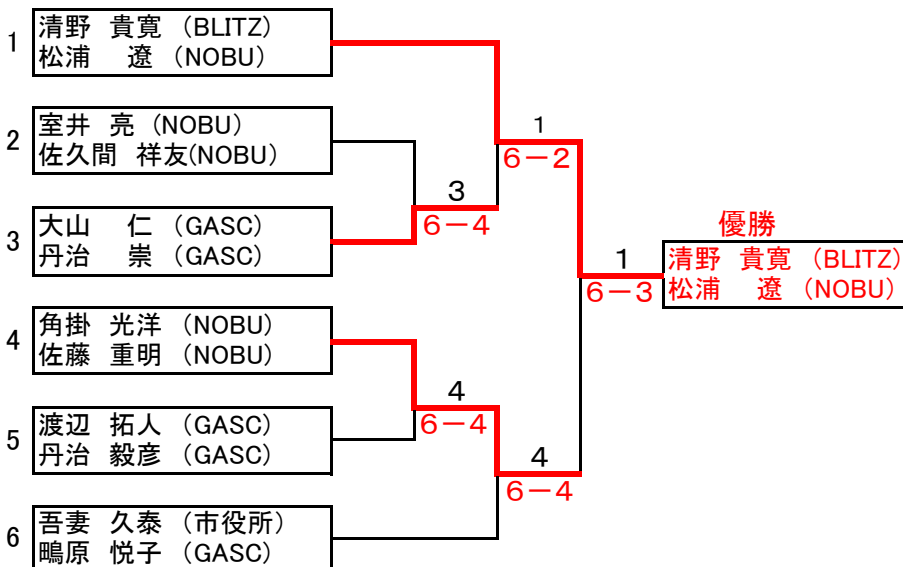 1
清野　貴寛（BLITZ）
松浦　遼（NOBU）
2
室井　亮（NOBU）
佐久間　祥友(NOBU)
3
大山　仁（GASC）
丹治　崇（GASC）
4
角掛　光洋（NOBU）
佐藤　重明（NOBU）
5
渡辺　拓人（GASC）
丹治　毅彦（GASC）
6
吾妻　久泰（市役所）
鴫原　悦子（GASC）
3
6－4
1
6－2
4
6－4
4
6－4
1
6－3
優勝
清野　貴寛（BLITZ）
松浦　遼（NOBU）